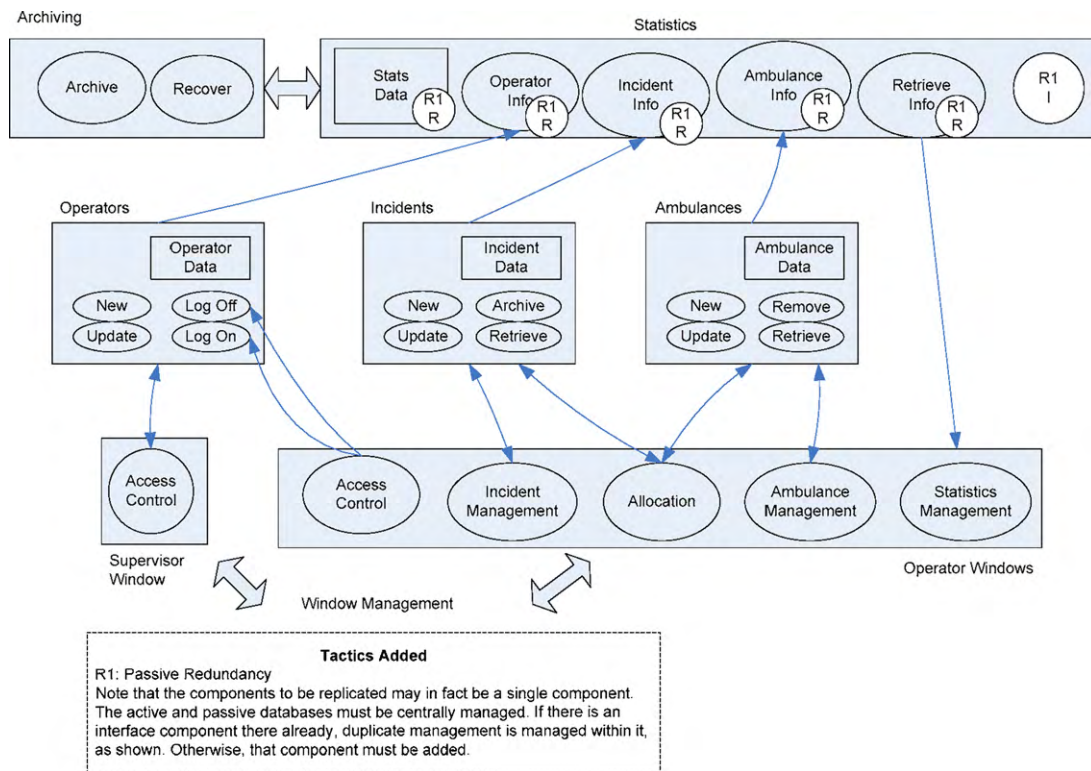 Archiving
Statistics
Archive
Recover
Stats
Data
R1
R
Operator
Info
R1
R
Incident
Info
R1
R
Ambulance
Info
R1
R
Retrieve
Info
R1
R
R1
I
Operators
Incidents
Ambulances
Operator
Data
New
Log Off
Update
Log On
Incident
Data
New
Archive
Update
Retrieve
Ambulance
Data
New
Remove
Update
Retrieve
Access
Control
Access
Control
Incident
Management
Allocation
Ambulance
Management
Statistics
Management
Supervisor
Window
Operator Windows
Window Management
Tactics Added
R1: Passive Redundancy
Note that the components to be replicated may in fact be a single component.
The active and passive databases must be centrally managed. If there is an
interface component there already, duplicate management is managed within it,
as shown. Otherwise, that component must be added.